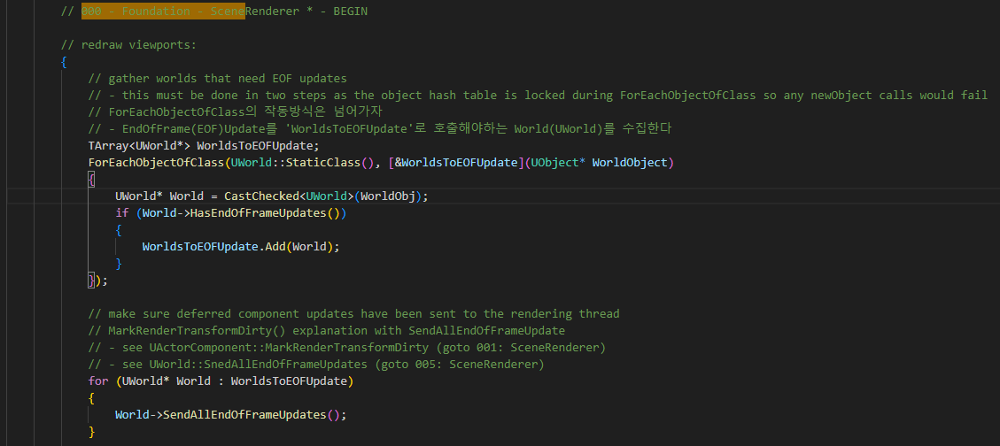 // 000 - Foundation - SceneRenderer * - BEGIN
// redraw viewports:
{
// gather worlds that need EOF updates
// - this must be done in two steps as the object hash table is locked during ForEachObjectOfClass so any newObject calls would fail
// ForEachObjectOfClass의 작동방식은 넘어가자
// - EndOfFrame(EOF)Update를 'WorldsToEOFUpdate'로 호출해야하는 World(UWorld)를 수집한다
TArray<UWorld*> WorldsToEOFUpdate;
ForEachObjectOfClass(UWorld::StaticClass(), [&WorldsToEOFUpdate](UObject* WorldObject)
{
UWorld* World = CastChecked<UWorld>(WorldObj);
if (World->HasEndOfFrameUpdates())
{
WorldsToEOFUpdate.Add(World);
}
});
// make sure deferred component updates have been sent to the rendering thread
// MarkRenderTransformDirty() explanation with SendAllEndOfFrameUpdate
// - see UActorComponent::MarkRenderTransformDirty (goto 001: SceneRenderer)
// - see UWorld::SnedAllEndOfFrameUpdates (goto 005: SceneRenderer)
for (UWorld* World : WorldsToEOFUpdate)
{
World->SendAllEndOfFrameUpdates();
}